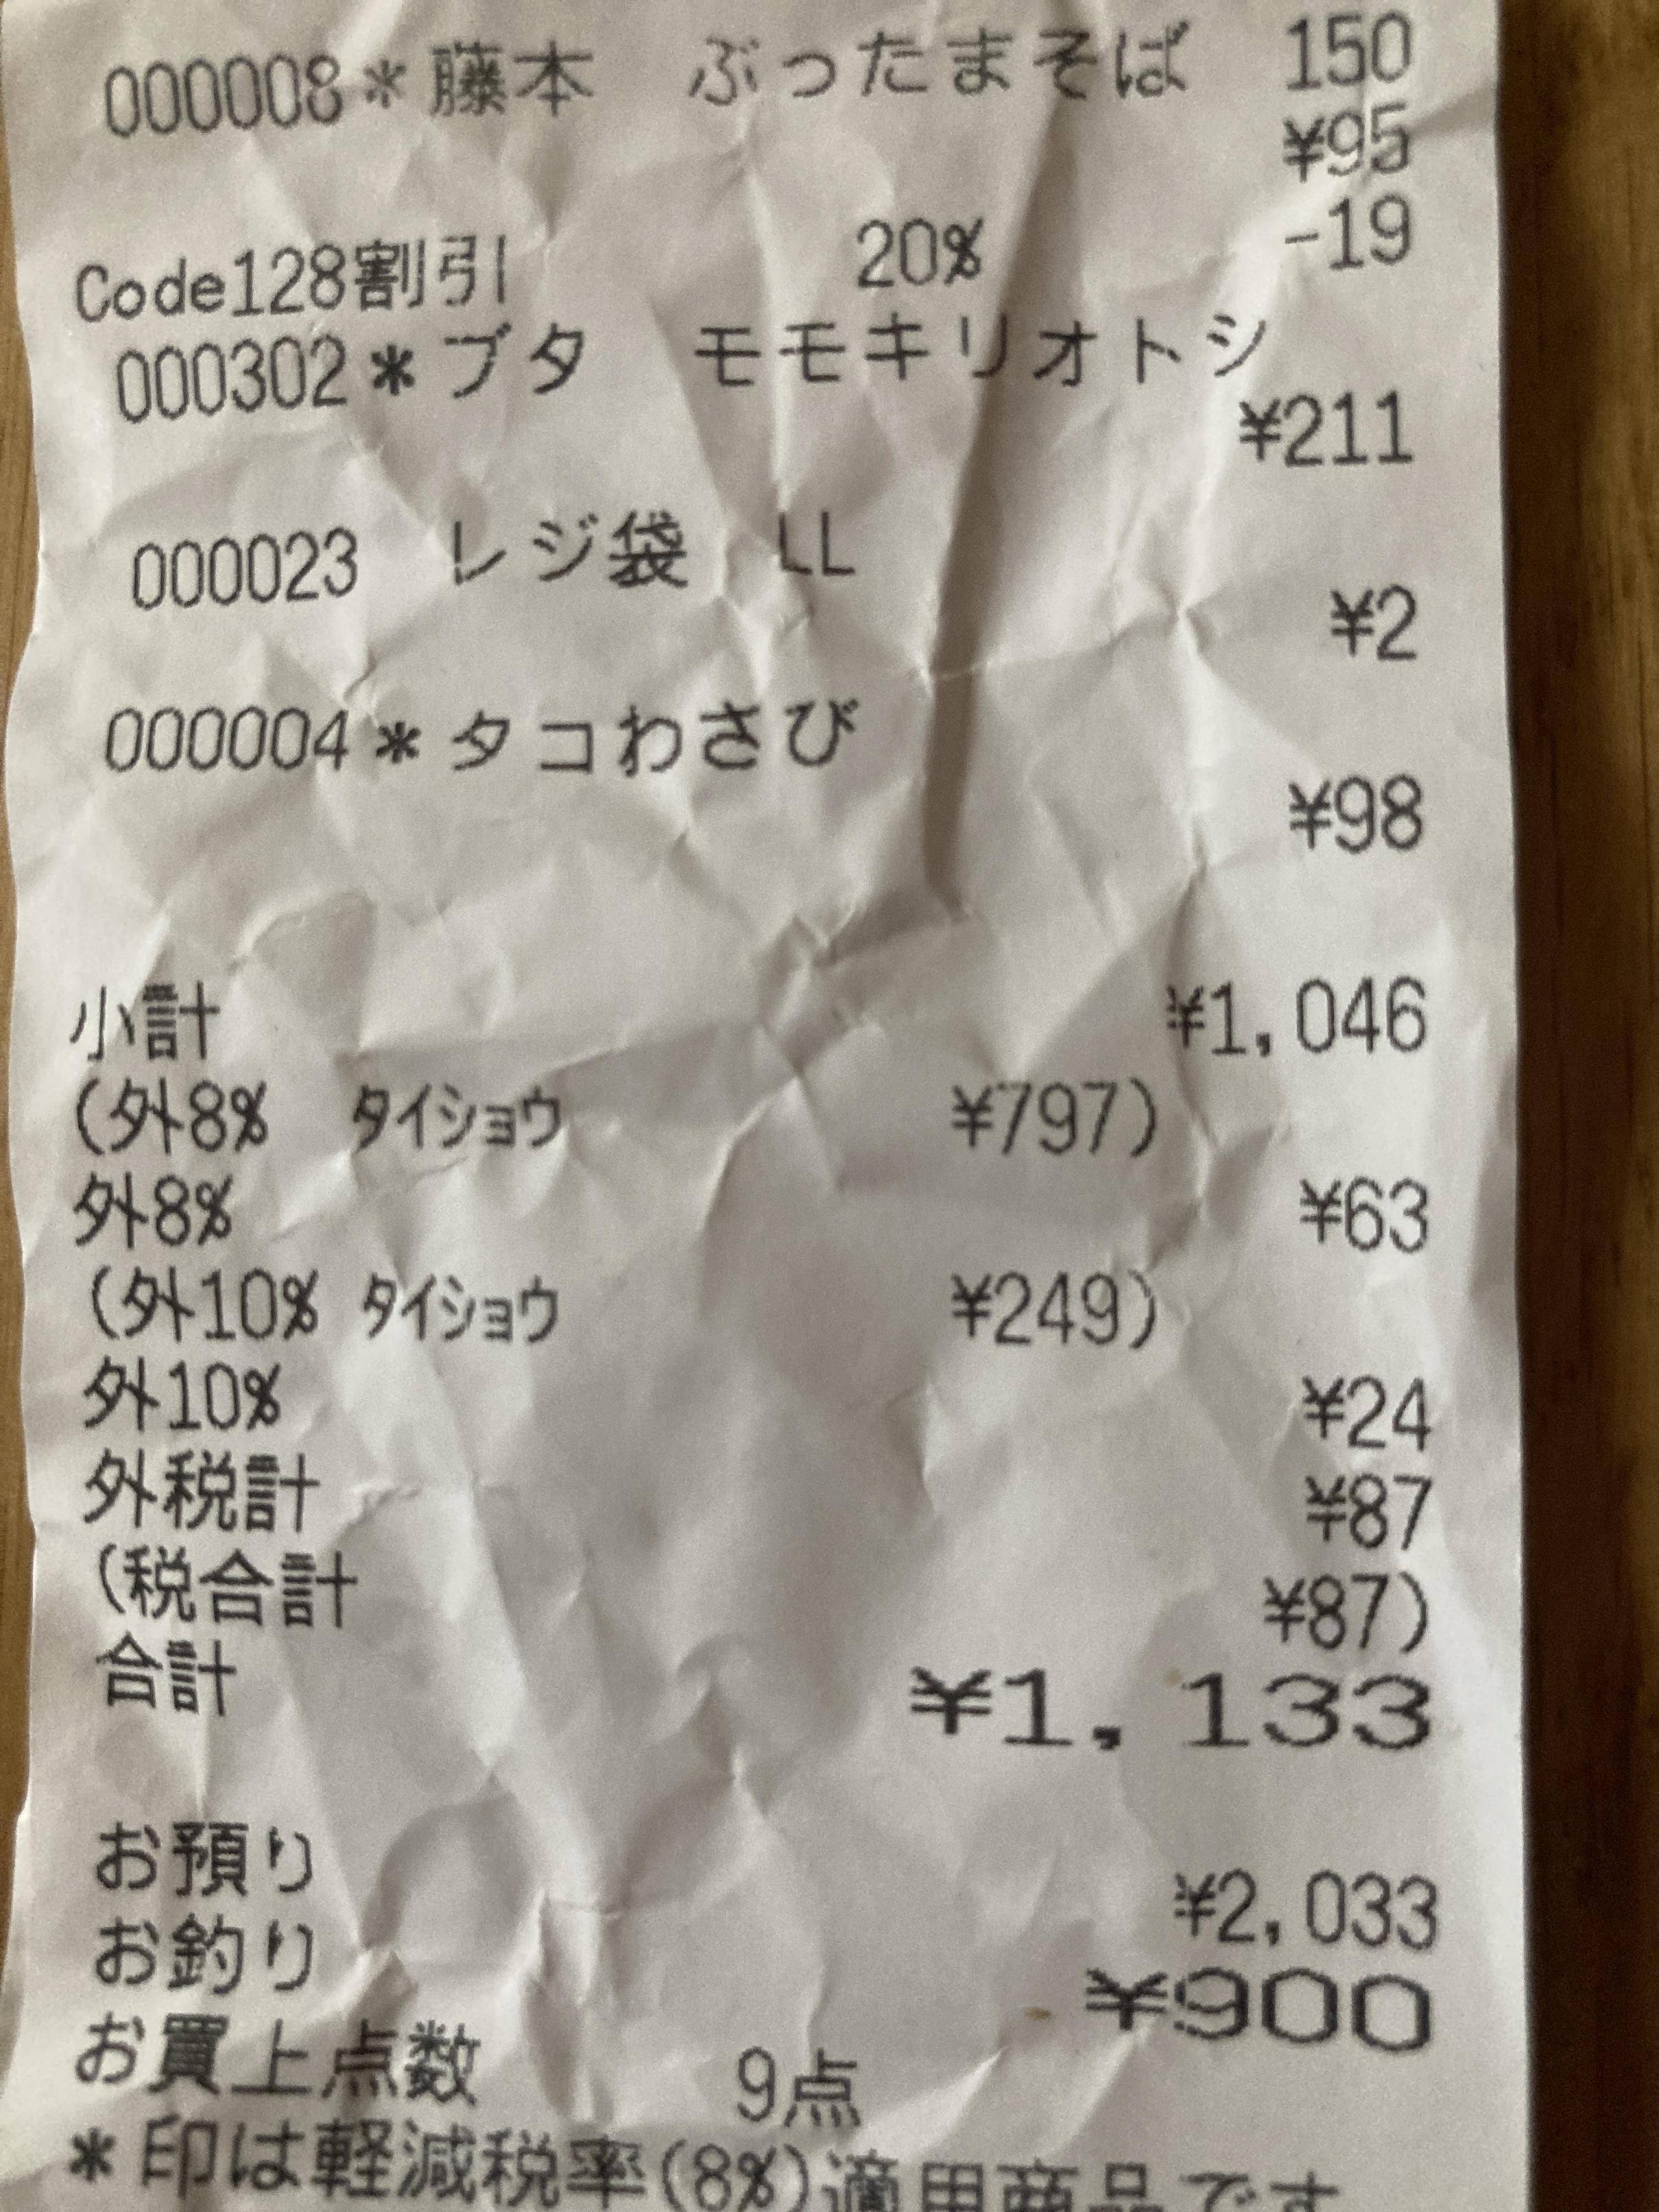 000008*藤本 ぶったまそば 150
¥95
Code128割引 20% -19
000302*ブタ モモキリオトシ
¥211
000023 レジ袋 LL
¥2
000004*タコわさび
¥98
小計 ¥1,046
(外8% タイショウ ¥797)
外8% ¥63
(外10% タイショウ ¥249)
外10% ¥24
外税計 ¥87
(税合計 ¥87)
合計 ¥1,133
お預り ¥2,033
お釣り ¥900
お買上点数 9点
*印は軽減税率(8%)適用商品です